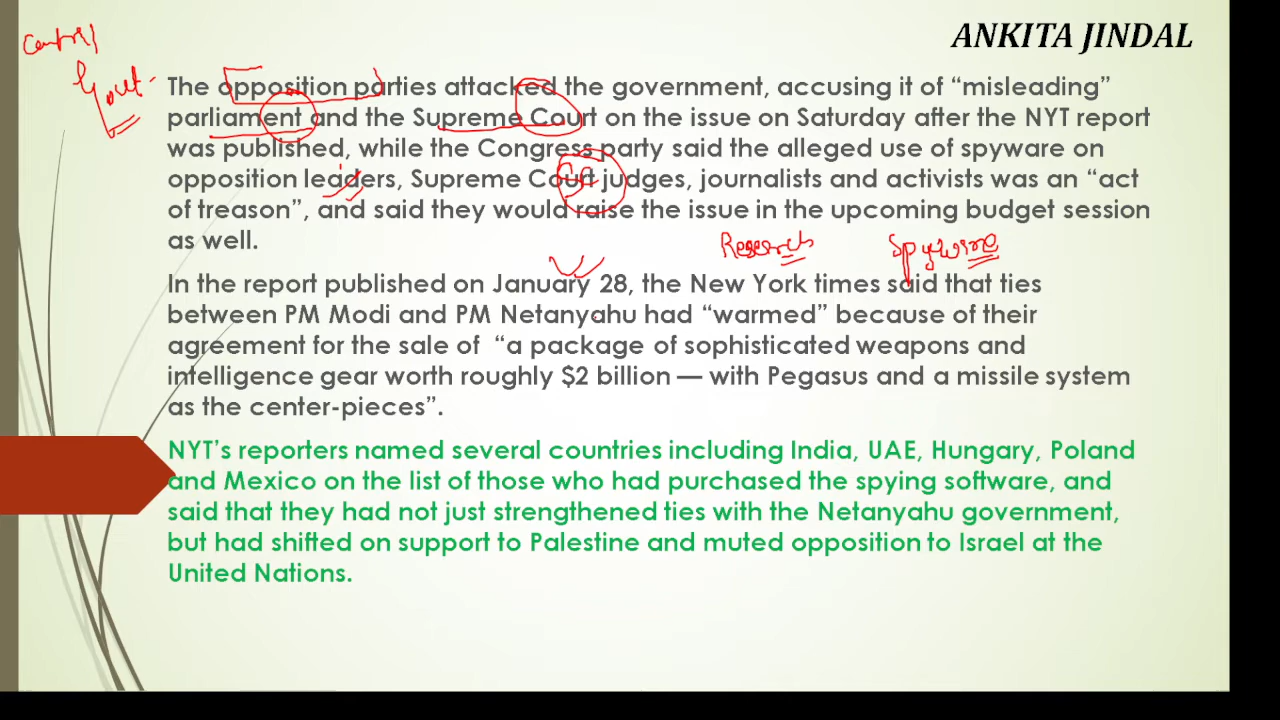 ANKITA JINDAL
Central
Govt-
The opposition parties attacked the government, accusing it of “misleading”
parliament and the Supreme Court on the issue on Saturday after the NYT report
was published, while the Congress party said the alleged use of spyware on
opposition leaders, Supreme Court judges, journalists and activists was an “act
of treason”, and said they would raise the issue in the upcoming budget session
as well.
Research Spyware
In the report published on January 28, the New York times said that ties
between PM Modi and PM Netanyahu had “warmed” because of their
agreement for the sale of “a package of sophisticated weapons and
intelligence gear worth roughly $2 billion — with Pegasus and a missile system
as the center-pieces”.
NYT’s reporters named several countries including India, UAE, Hungary, Poland
and Mexico on the list of those who had purchased the spying software, and
said that they had not just strengthened ties with the Netanyahu government,
but had shifted on support to Palestine and muted opposition to Israel at the
United Nations.